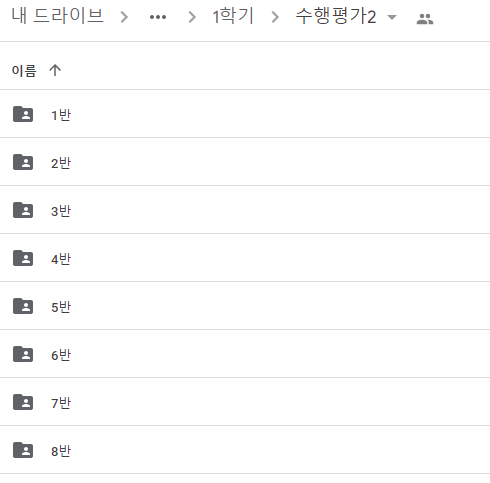 내 드라이브 > ••• > 1학기 > 수행평가2
이름
1반
2반
3반
4반
5반
6반
7반
8반